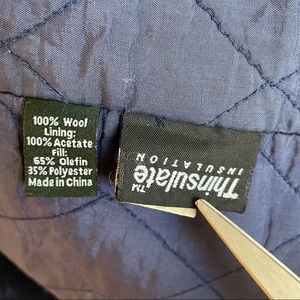 100% Wool
Lining:
100% Acetate
Fill:
65% Olefin
35% Polyester
Made in China
Thinsulate
TM
INSULATION